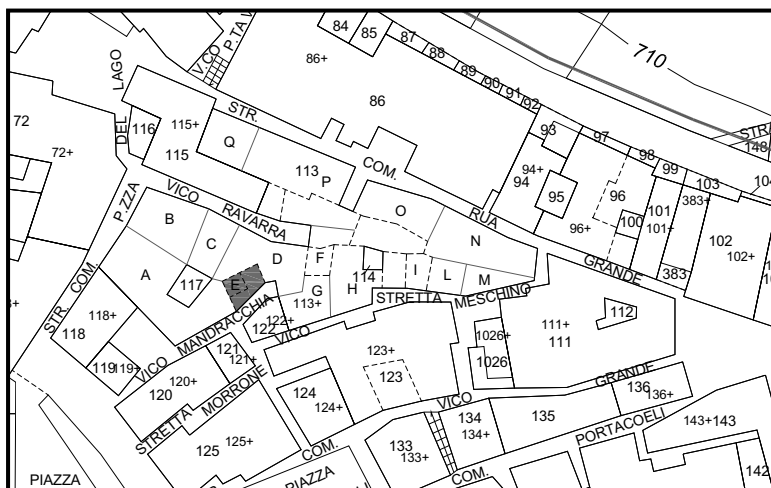 84
85
87
88
89
90
91
92
86+
86
710
V.CO
P.TA
STR.
COM.
RUA
GRANDE
STRA
148
72
72+
DEL
LAGO
116
115+
115
Q
113
P
93
94+
94
95
97
98
99
96
96+
100
101
101+
383+
383
103
104
102
102+
P.ZZA
VICO
RAVARRA
B
C
A
117
E
D
F
G
H
114
I
L
M
N
O
113+
STRETTA
MESCHINO
STR.
COM.
118+
118
119
119+
VICO
MANDRACCHIA
122
122+
VICO
121
121+
120+
120
STRETTA
MORRONE
123+
123
124
124+
125
125+
COM.
1026+
1026
111+
111
112
VICO
GRANDE
134
134+
135
136
136+
133
133+
COM.
PORTACOELI
143+
143
142
PIAZZA
PIAZZA